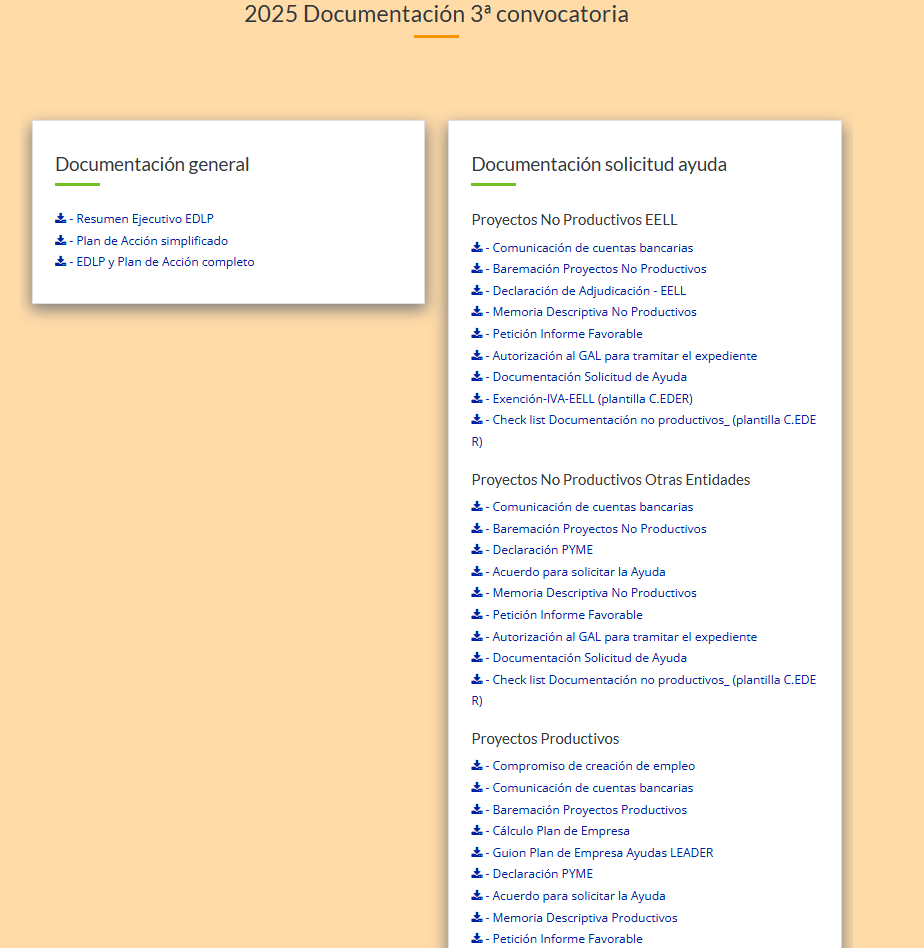 2025 Documentación 3ª convocatoria
Documentación general
- Resumen Ejecutivo EDLP
- Plan de Acción simplificado
- EDLP y Plan de Acción completo
Documentación solicitud ayuda
Proyectos No Productivos EELL
- Comunicación de cuentas bancarias
- Baremación Proyectos No Productivos
- Declaración de Adjudicación - EELL
- Memoria Descriptiva No Productivos
- Petición Informe Favorable
- Autorización al GAL para tramitar el expediente
- Documentación Solicitud de Ayuda
- Exención-IVA-EELL (plantilla C.EDER)
- Check list Documentación no productivos_ (plantilla C.EDE
R)
Proyectos No Productivos Otras Entidades
- Comunicación de cuentas bancarias
- Baremación Proyectos No Productivos
- Declaración PYME
- Acuerdo para solicitar la Ayuda
- Memoria Descriptiva No Productivos
- Petición Informe Favorable
- Autorización al GAL para tramitar el expediente
- Documentación Solicitud de Ayuda
- Check list Documentación no productivos_ (plantilla C.EDE
R)
Proyectos Productivos
- Compromiso de creación de empleo
- Comunicación de cuentas bancarias
- Baremación Proyectos Productivos
- Cálculo Plan de Empresa
- Guion Plan de Empresa Ayudas LEADER
- Declaración PYME
- Acuerdo para solicitar la Ayuda
- Memoria Descriptiva Productivos
- Petición Informe Favorable